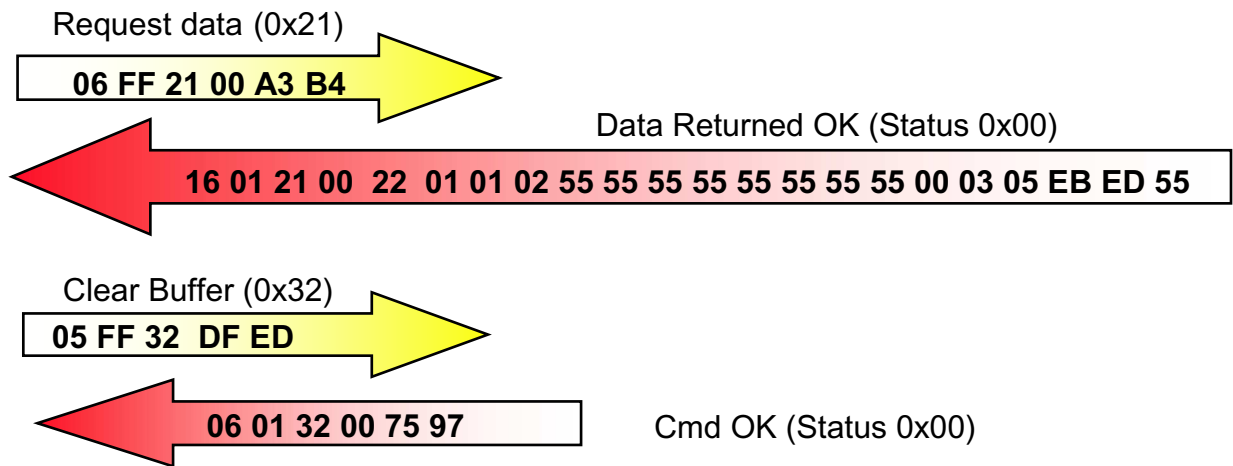 Request data (0x21)
06 FF 21 00 A3 B4
Data Returned OK (Status 0x00)
16 01 21 00 22 01 01 02 55 55 55 55 55 55 55 55 00 03 05 EB ED 55
Clear Buffer (0x32)
05 FF 32 DF ED
06 01 32 00 75 97
Cmd OK (Status 0x00)